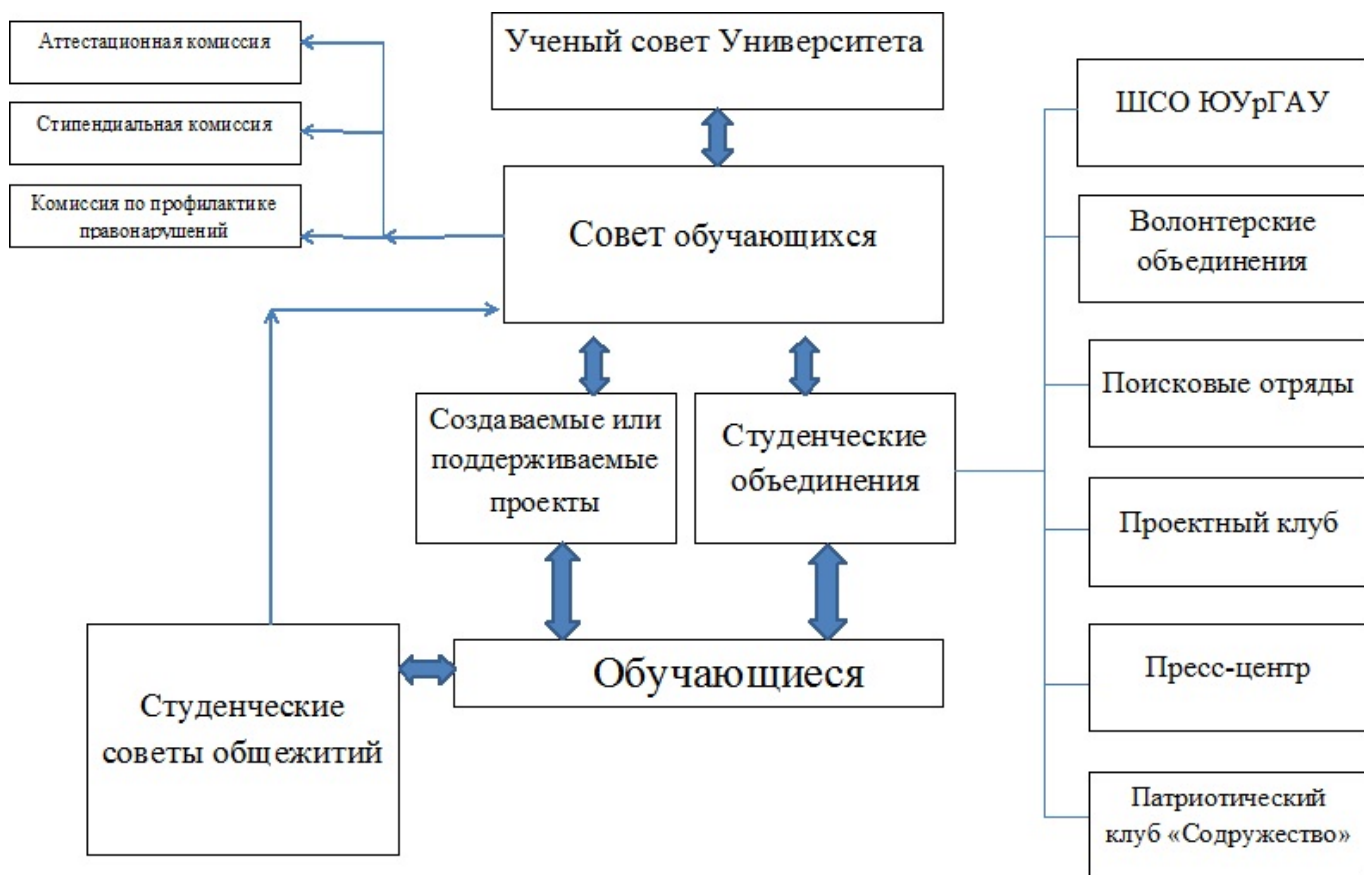 Аттестационная комиссия
Стипендиальная комиссия
Комиссия по профилактике
правонарушений
Ученый совет Университета
Совет обучающихся
Создаваемые или
поддерживаемые
проекты
Студенческие
объединения
Обучающиеся
Студенческие
советы общежитий
ШСО ЮУрГАУ
Волонтерские
объединения
Поисковые отряды
Проектный клуб
Пресс-центр
Патриотический
клуб «Содружество»